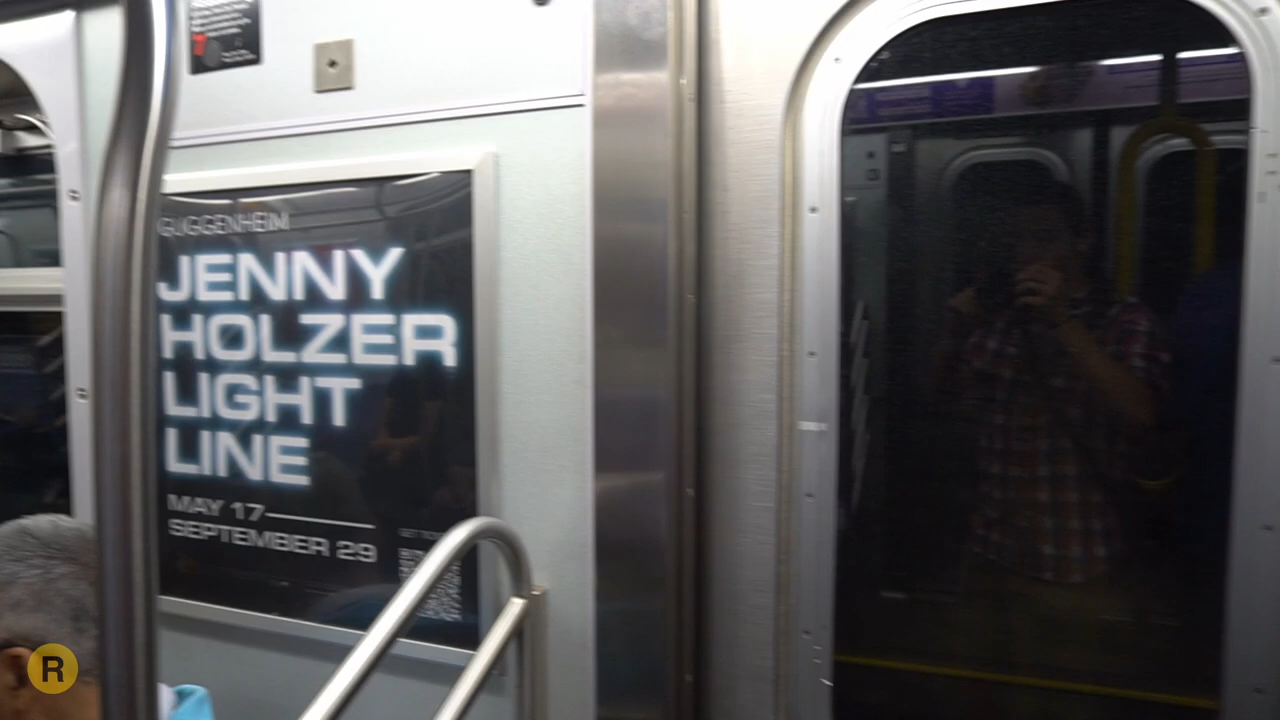 GUGGENHEIM
JENNY
HOLZER
LIGHT
LINE
MAY 17—
SEPTEMBER 29
R